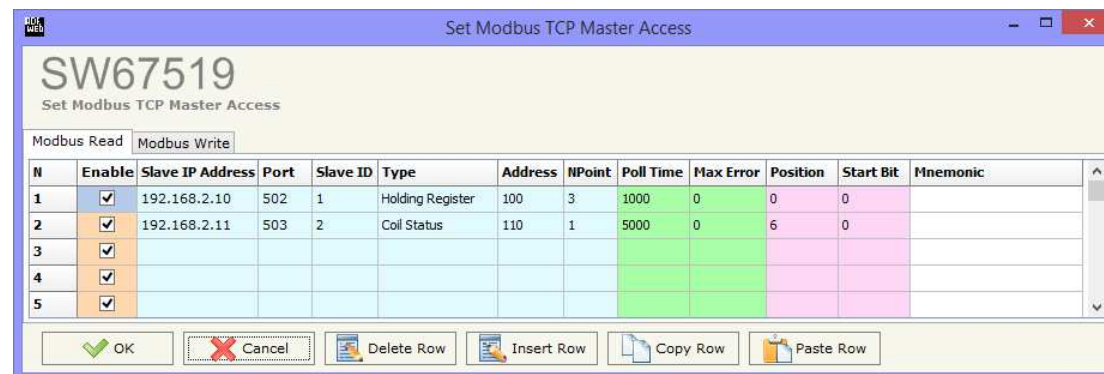 ADF
WEB
Set Modbus TCP Master Access
SW67519
Set Modbus TCP Master Access
Modbus Read Modbus Write
N Enable Slave IP Address Port Slave ID Type Address NPoint Poll Time Max Error Position Start Bit Mnemonic
1 192.168.2.10 502 1 Holding Register 100 3 1000 0 0 0
2 192.168.2.11 503 2 Coil Status 110 1 5000 0 6 0
3
4
5
OK Cancel Delete Row Insert Row Copy Row Paste Row